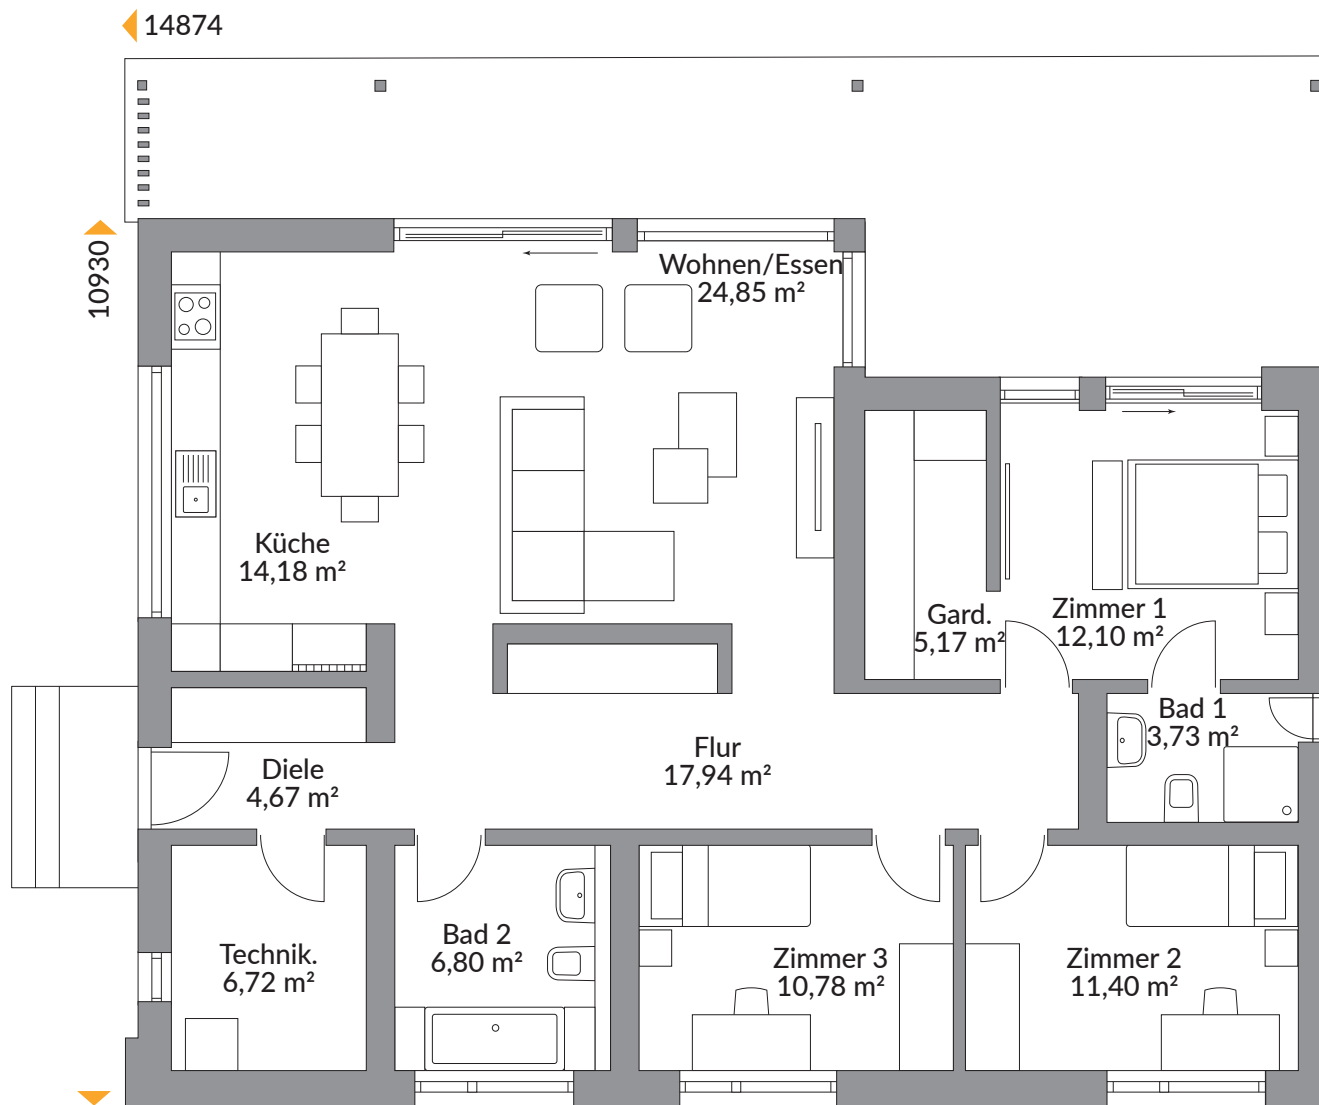 14874
10930
Wohnen/Essen
24,85 m²
Küche
14,18 m²
Gard.
5,17 m²
Zimmer 1
12,10 m²
Bad 1
3,73 m²
Flur
17,94 m²
Diele
4,67 m²
Technik.
6,72 m²
Bad 2
6,80 m²
Zimmer 3
10,78 m²
Zimmer 2
11,40 m²